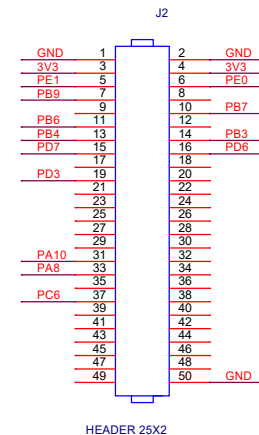 J2
GND 1 2 GND
3V3 3 4 3V3
PE1 5 6 PE0
PB9 7 8
9 10 PB7
PB6 11 12
PB4 13 14 PB3
PD7 15 16 PD6
17 18
PD3 19 20
21 22
23 24
25 26
27 28
29 30
PA10 31 32
PA8 33 34
35 36
PC6 37 38
39 40
41 42
43 44
45 46
47 48
49 50 GND
HEADER 25X2